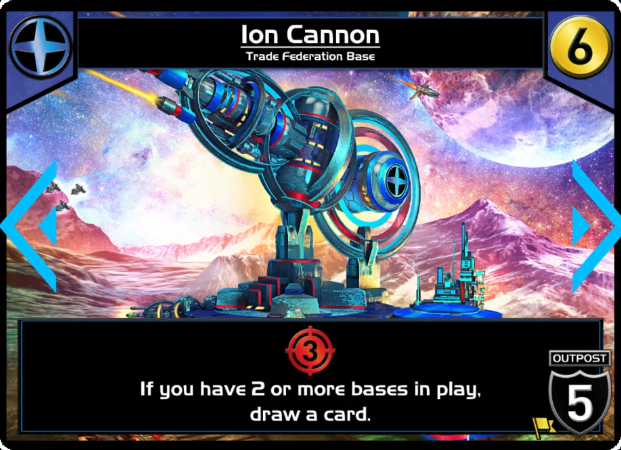 Ion Cannon
Trade Federation Base
6
3
If you have 2 or more bases in play,
draw a card.
OUTPOST
5